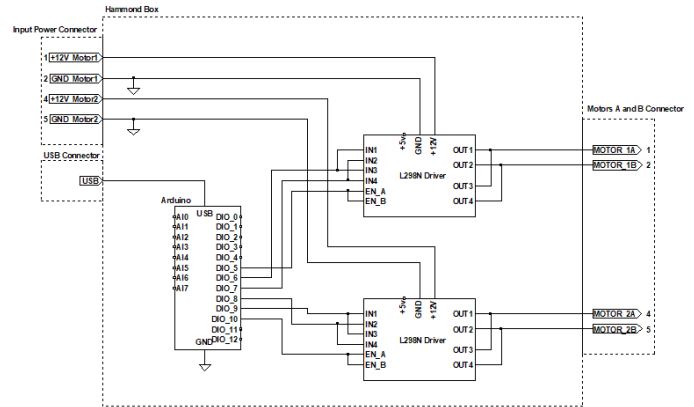 Hammond Box
Input Power Connector
1 +12V Motor1
2 GND Motor1
4 +12V Motor2
5 GND Motor2
USB Connector
USB
Arduino
USB
AI0 DIO_0
AI1 DIO_1
AI2 DIO_2
AI3 DIO_3
AI4 DIO_4
AI5 DIO_5
AI6 DIO_6
AI7 DIO_7
DIO_8
DIO_9
DIO_10
DIO_11
GND DIO_12
+5v GND +12V
IN1 OUT1
IN2 OUT2
IN3 L298N Driver
IN4 OUT3
EN_A
EN_B OUT4
+5v GND +12V
IN1 OUT1
IN2 OUT2
IN3 L298N Driver
IN4 OUT3
EN_A
EN_B OUT4
Motors A and B Connector
MOTOR_1A 1
MOTOR_1B 2
MOTOR_2A 4
MOTOR_2B 5